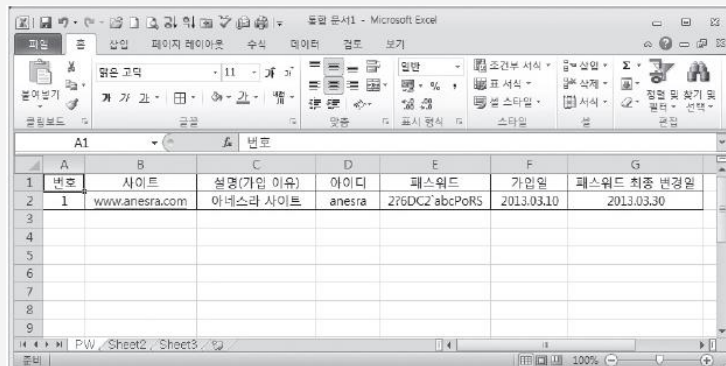 통합 문서1 - Microsoft Excel
파일 홈 삽입 페이지 레이아웃 수식 데이터 검토 보기
맑은 고딕 11 일반 조건부 서식 삽입 Σ
붙여넣기 가 가 가 가 % , 표 서식 삭제 정렬 및 필터 찾기 및 선택
셀 스타일 서식
클립보드 글꼴 맞춤 표시 형식 스타일 셀 편집
A1 fx 번호
A B C D E F G
1 번호 사이트 설명(가입 이유) 아이디 패스워드 가입일 패스워드 최종 변경일
2 1 www.anesra.com 아네스라 사이트 anesra 2?6DC2`abcPoRS 2013.03.10 2013.03.30
3
4
5
6
7
8
9
PW Sheet2 Sheet3
준비 100%